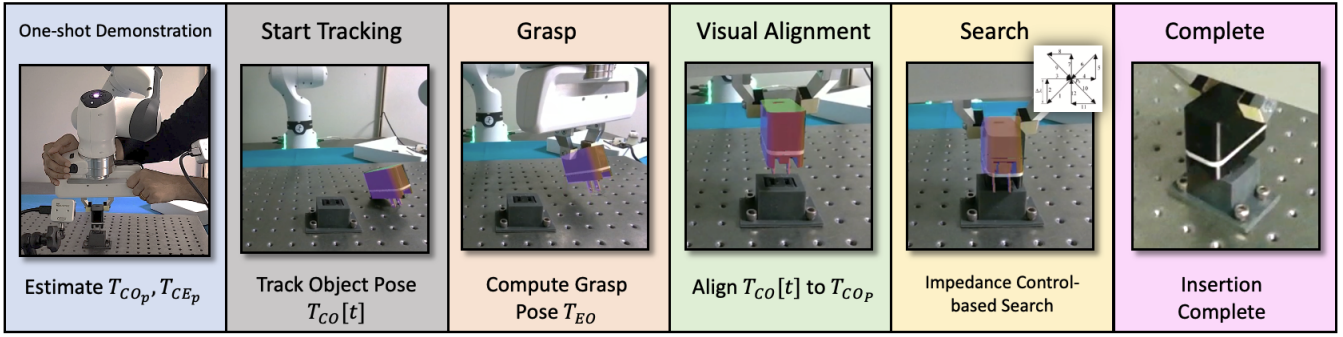 One-shot Demonstration
Estimate T_{CO_p}, T_{CE_p}
Start Tracking
Track Object Pose
T_{CO}[t]
Grasp
Compute Grasp
Pose T_{EO}
Visual Alignment
Align T_{CO}[t] to T_{CO_P}
Search
Impedance Control-
based Search
Complete
Insertion
Complete